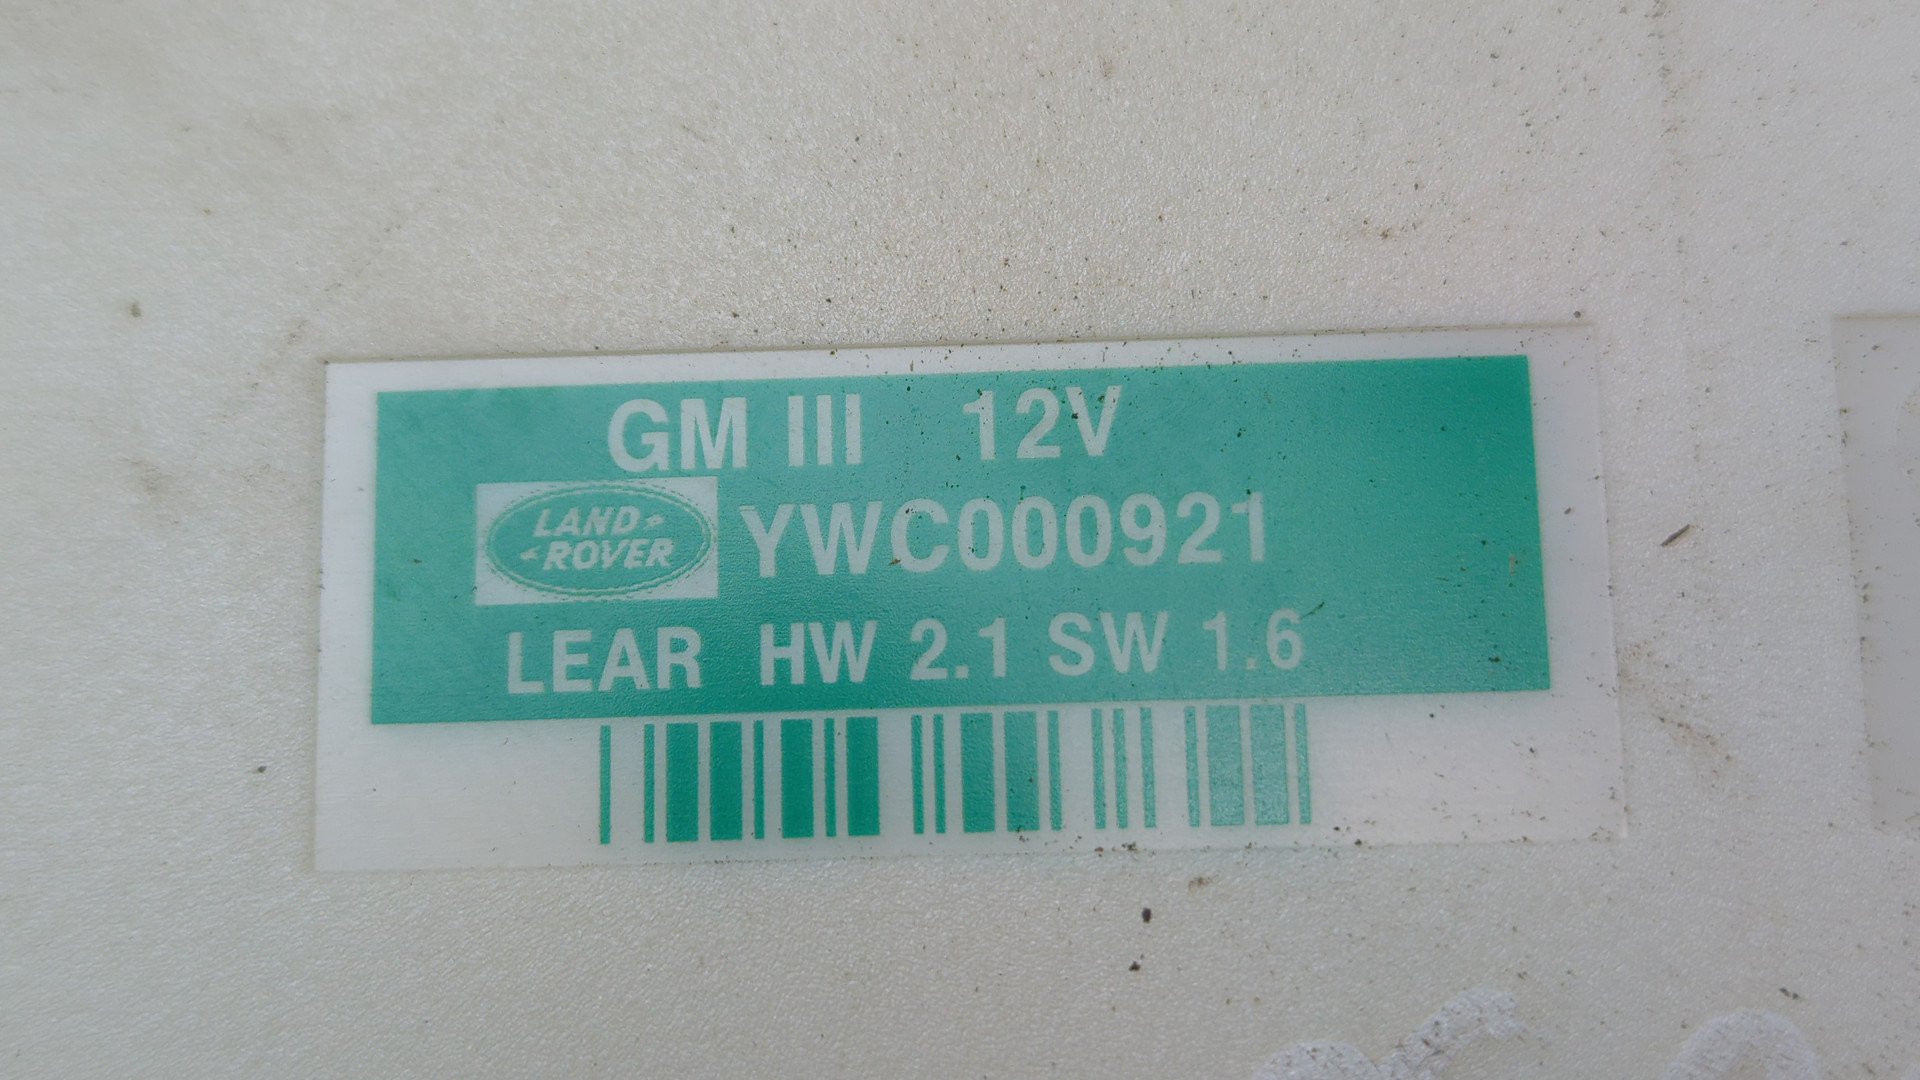 GM III 12V
LAND
ROVER
YWC000921
LEAR HW 2.1 SW 1.6